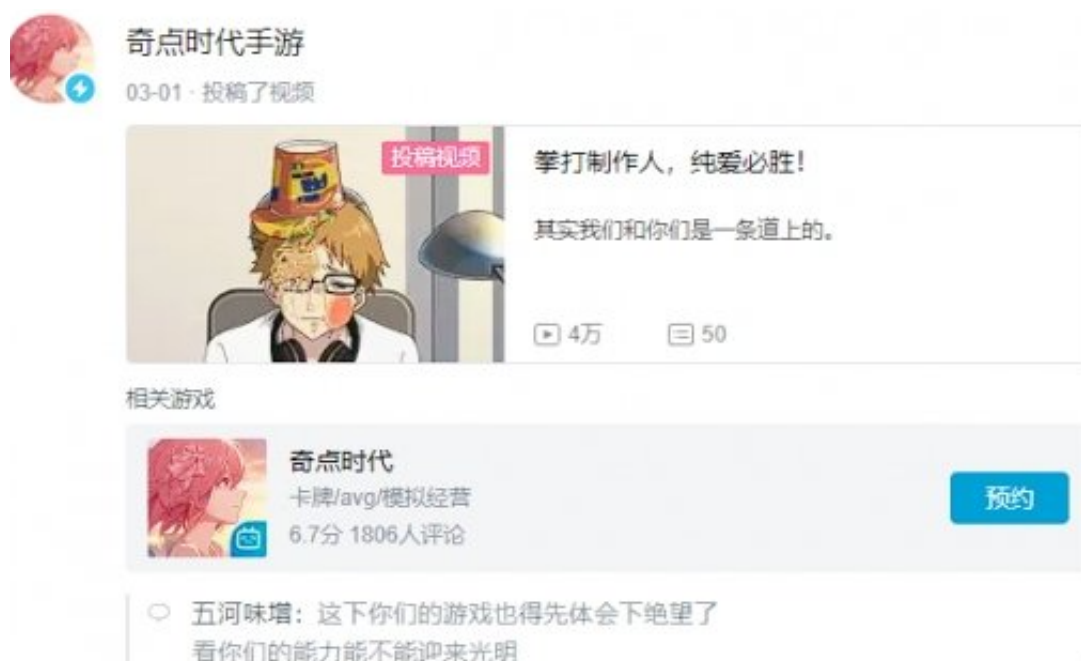 奇点时代手游
03-01 · 投稿了视频
投稿视频
拳打制作人，纯爱必胜！
其实我们和你们是一条道上的。
4万 50
相关游戏
奇点时代
卡牌/avg/模拟经营
6.7分 1806人评论
预约
五河味增：这下你们的游戏也得先体会下绝望了
看你们的能力能不能迎来光明